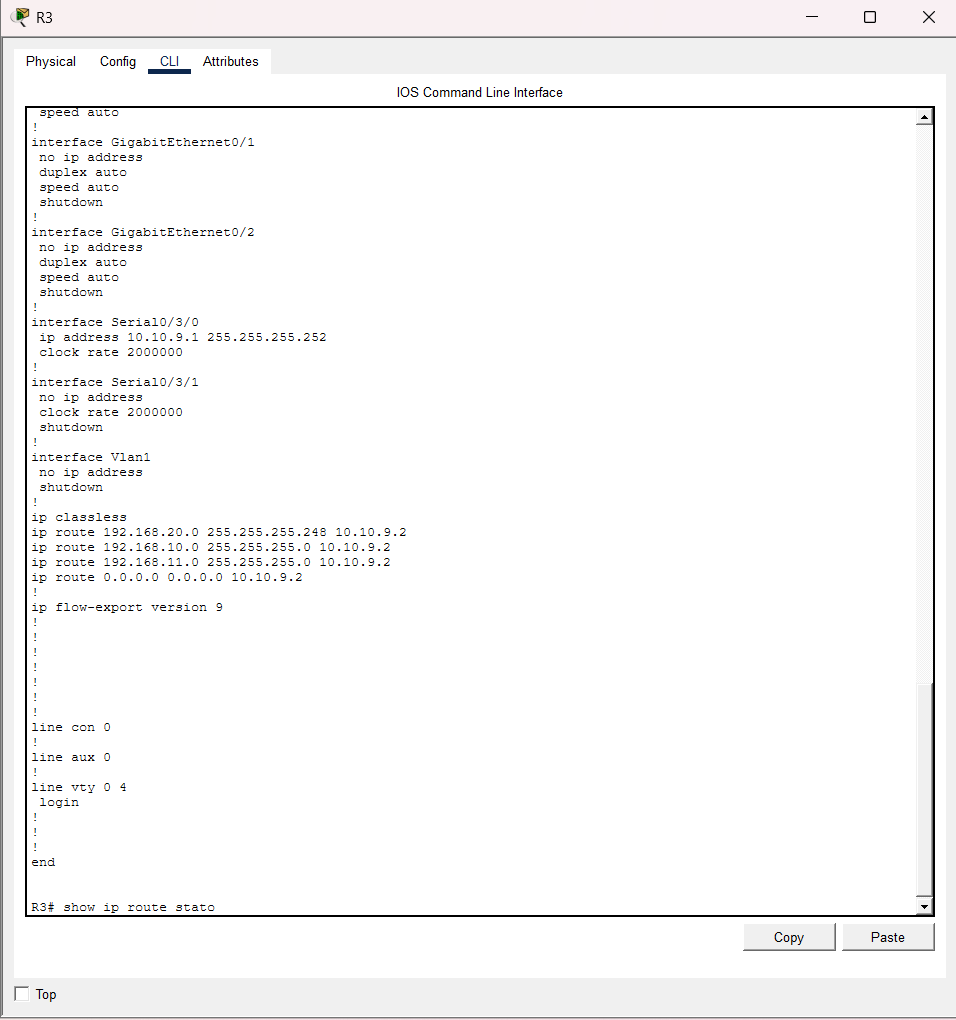 R3
Physical Config CLI Attributes
IOS Command Line Interface
speed auto
!
interface GigabitEthernet0/1
no ip address
duplex auto
speed auto
shutdown
!
interface GigabitEthernet0/2
no ip address
duplex auto
speed auto
shutdown
!
interface Serial0/3/0
ip address 10.10.9.1 255.255.255.252
clock rate 2000000
!
interface Serial0/3/1
no ip address
clock rate 2000000
shutdown
!
interface Vlan1
no ip address
shutdown
!
ip classless
ip route 192.168.20.0 255.255.255.248 10.10.9.2
ip route 192.168.10.0 255.255.255.0 10.10.9.2
ip route 192.168.11.0 255.255.255.0 10.10.9.2
ip route 0.0.0.0 0.0.0.0 10.10.9.2
!
ip flow-export version 9
!
!
!
!
!
!
!
line con 0
!
line aux 0
!
line vty 0 4
login
!
!
!
end
R3# show ip route stato
Copy Paste
Top